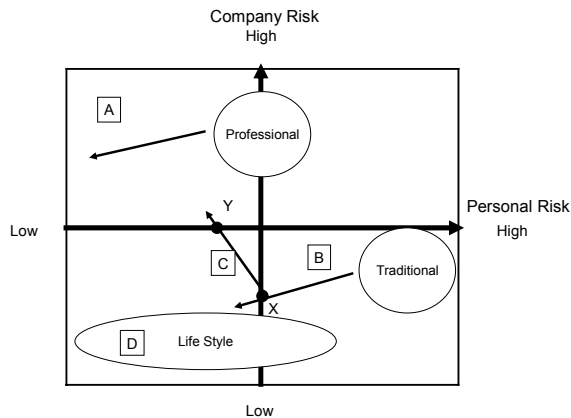 Company Risk
High
A
Professional
Y
Personal Risk
Low
High
B
C
Traditional
X
D
Life Style
Low